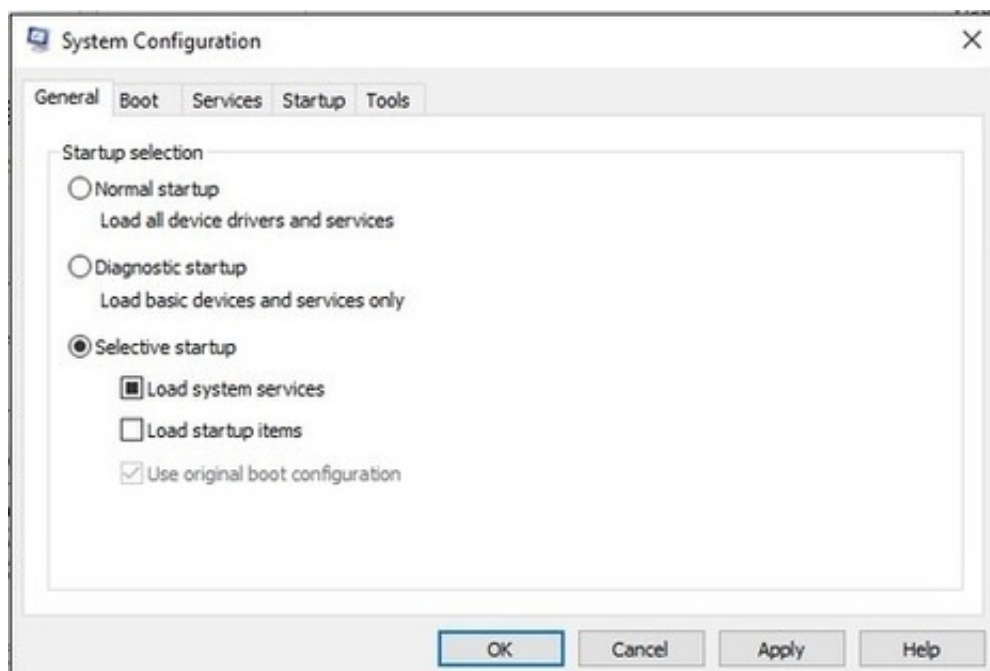 System Configuration
General Boot Services Startup Tools
Startup selection
Normal startup
Load all device drivers and services
Diagnostic startup
Load basic devices and services only
Selective startup
Load system services
Load startup items
Use original boot configuration
OK Cancel Apply Help